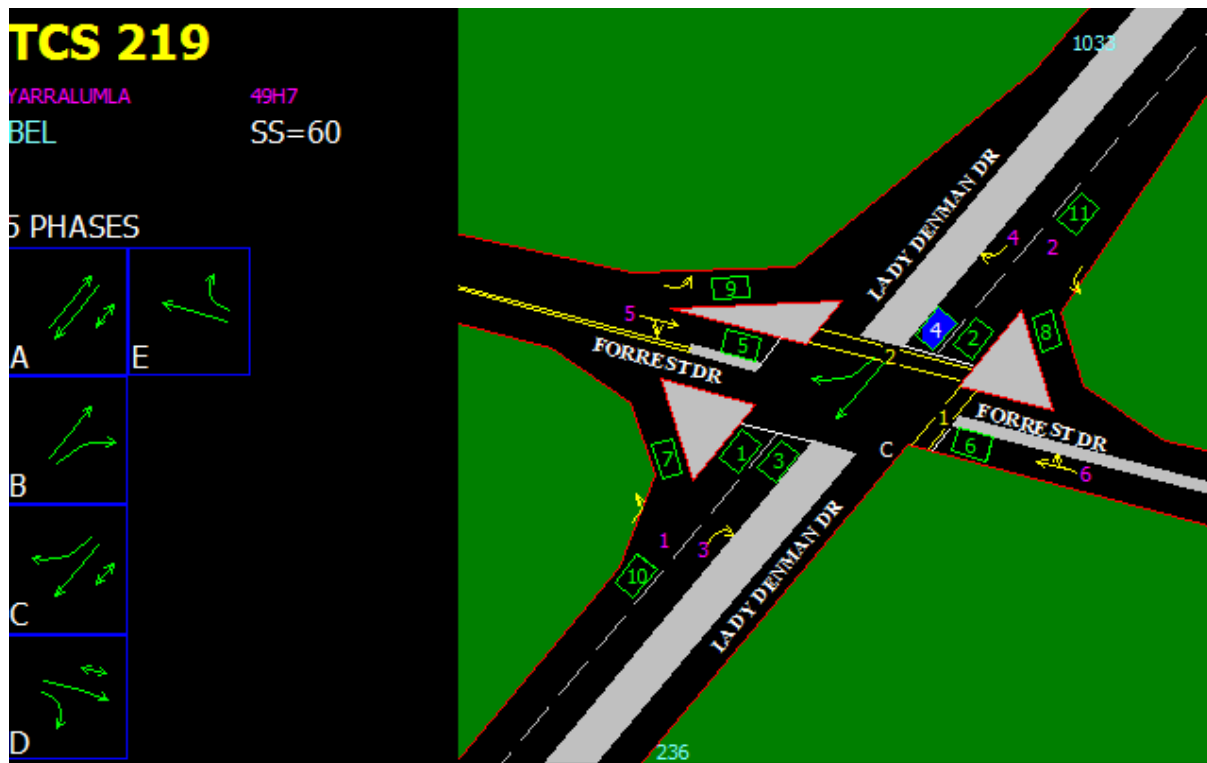 TCS 219
YARRALUMLA 49H7
BEL SS=60
5 PHASES
A E
B
C
D
1033
LADY DENMAN DR
11
4
2
9
5
4
2
8
5
FORREST DR
2
1
FORREST DR
6
6
C
7
1
3
1
3
10
LADY DENMAN DR
236